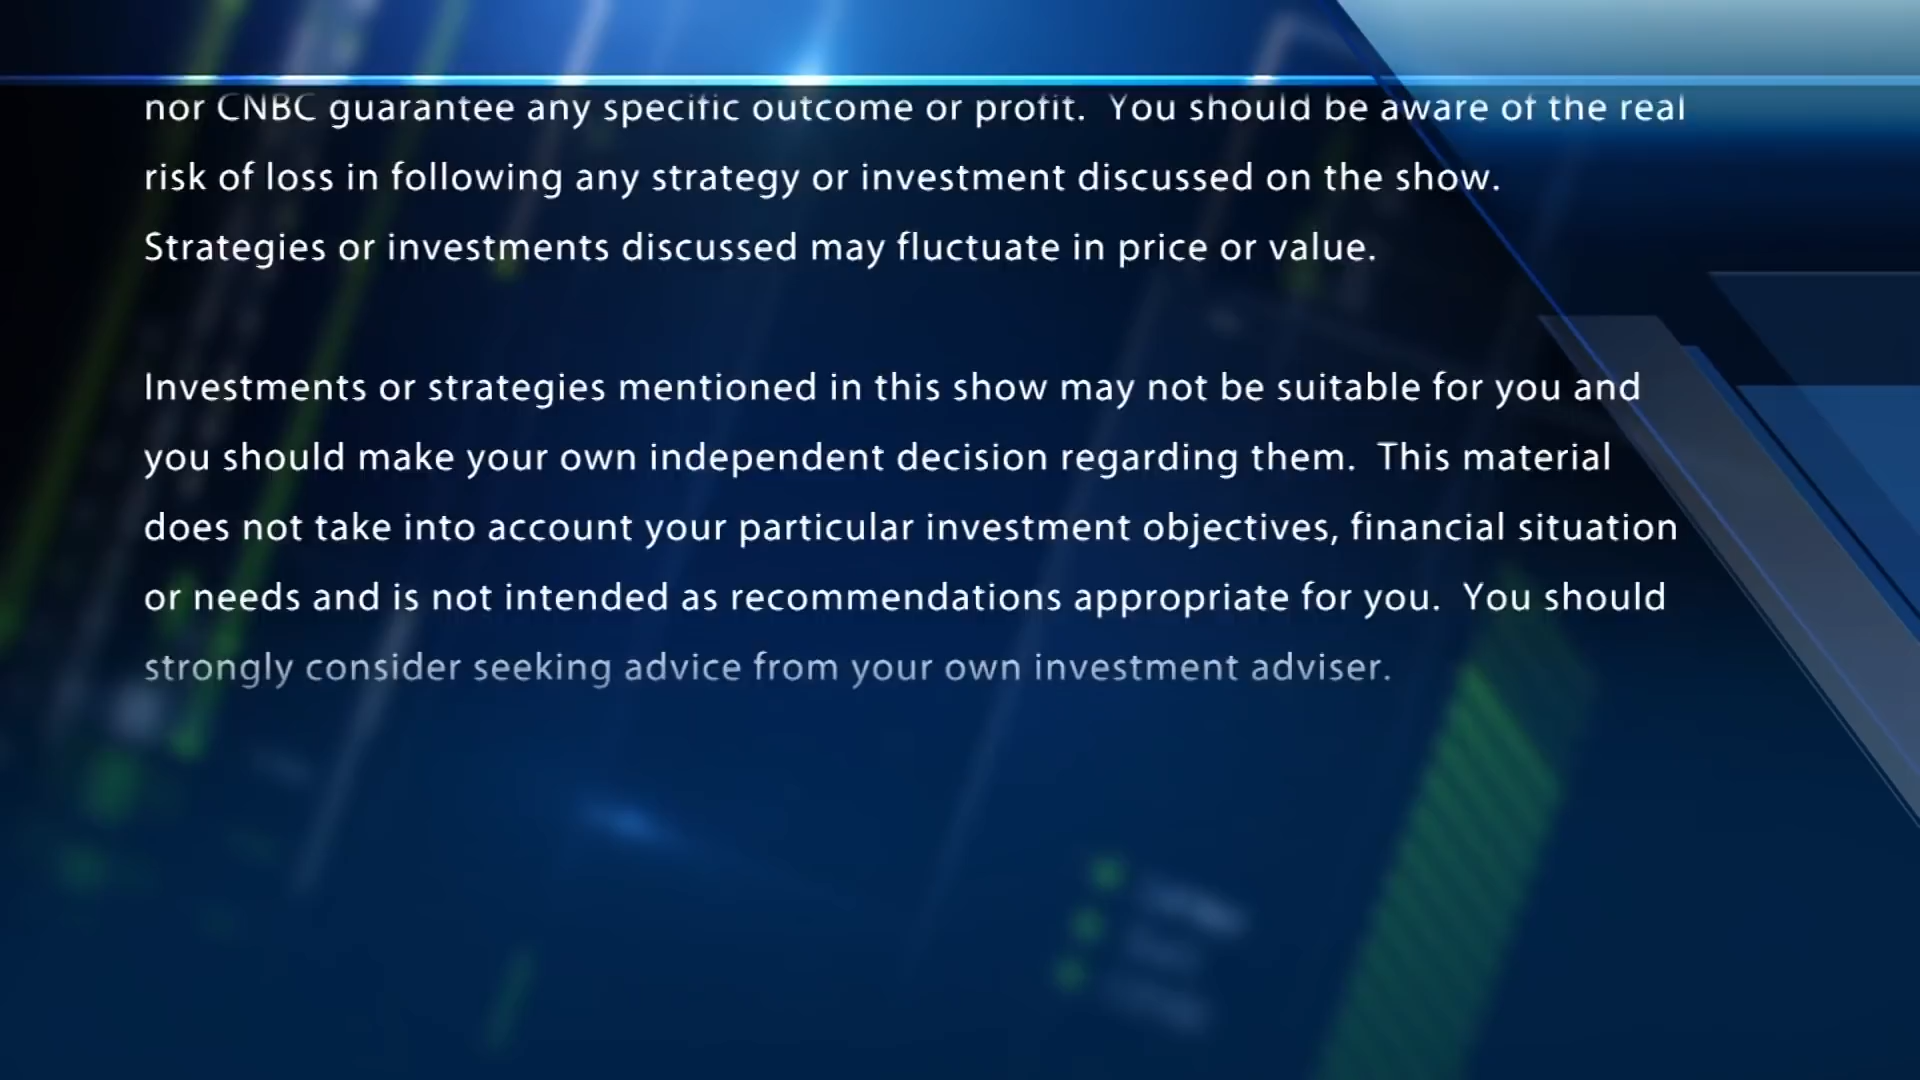 nor CNBC guarantee any specific outcome or profit.  You should be aware of the real
risk of loss in following any strategy or investment discussed on the show.
Strategies or investments discussed may fluctuate in price or value.
Investments or strategies mentioned in this show may not be suitable for you and
you should make your own independent decision regarding them.  This material
does not take into account your particular investment objectives, financial situation
or needs and is not intended as recommendations appropriate for you.  You should
strongly consider seeking advice from your own investment adviser.